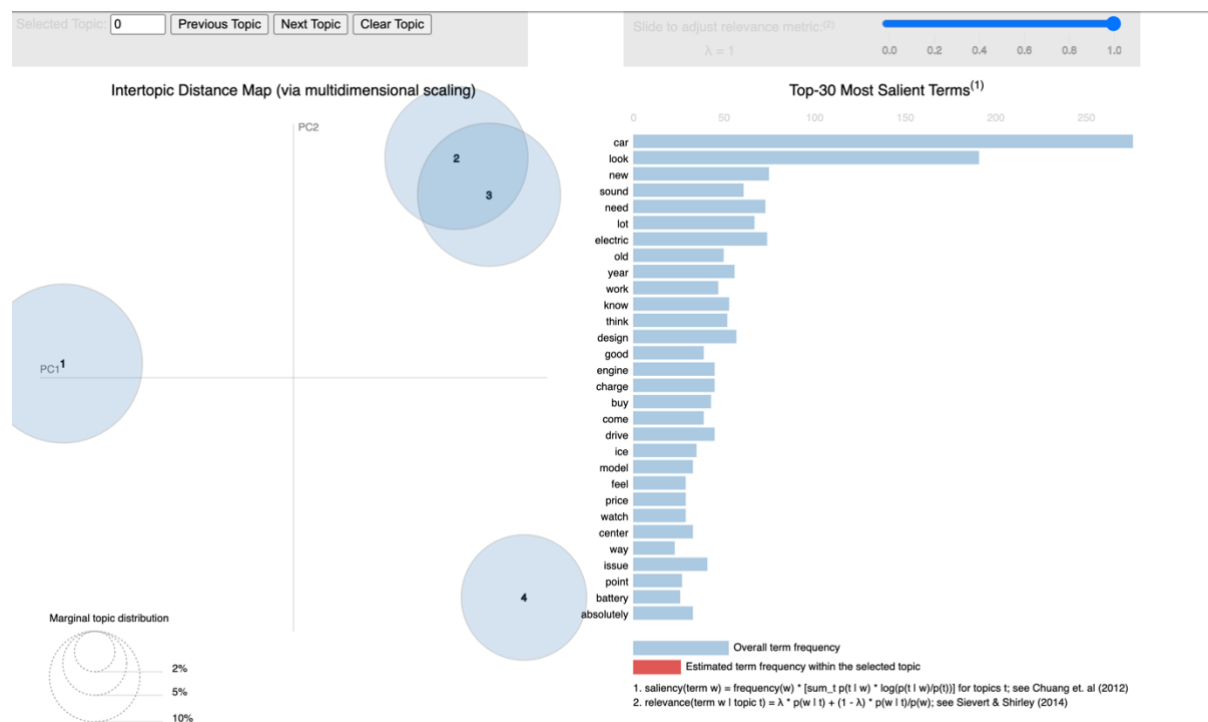 Selected Topic: 0 Previous Topic Next Topic Clear Topic
Slide to adjust relevance metric:(2)
λ = 1
0.0 0.2 0.4 0.6 0.8 1.0
Intertopic Distance Map (via multidimensional scaling)
PC2
PC1
1
2
3
4
Marginal topic distribution
2%
5%
10%
Top-30 Most Salient Terms(1)
0 50 100 150 200 250
car
look
new
sound
need
lot
electric
old
year
work
know
think
design
good
engine
charge
buy
come
drive
ice
model
feel
price
watch
center
way
issue
point
battery
absolutely
Overall term frequency
Estimated term frequency within the selected topic
1. saliency(term w) = frequency(w) * [sum_t p(t | w) * log(p(t | w)/p(t))] for topics t; see Chuang et. al (2012)
2. relevance(term w | topic t) = λ * p(w | t) + (1 - λ) * p(w | t)/p(w); see Sievert & Shirley (2014)